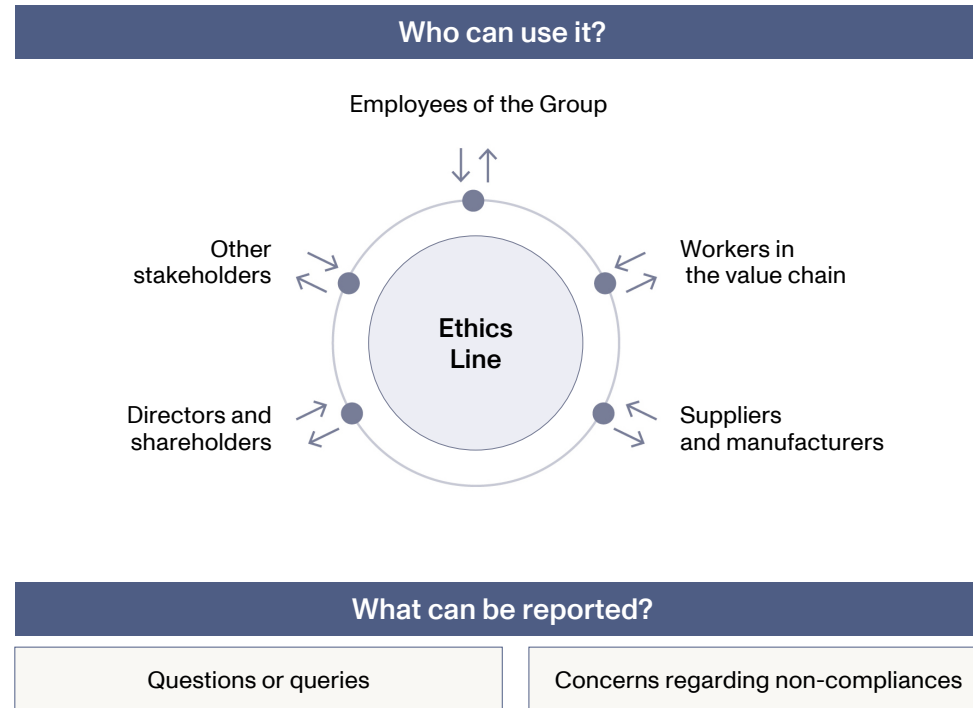 Who can use it?
Employees of the Group
Other
stakeholders
Workers in
the value chain
Ethics
Line
Directors and
shareholders
Suppliers
and manufacturers
What can be reported?
Questions or queries
Concerns regarding non-compliances